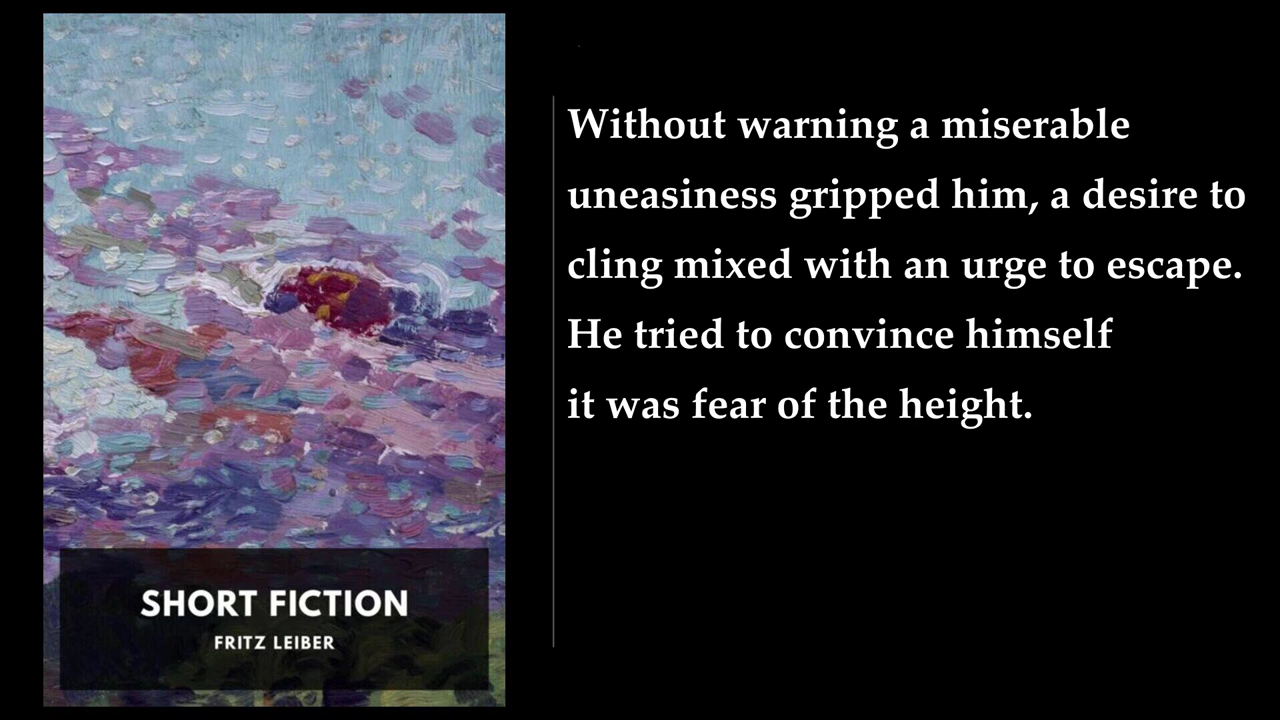 SHORT FICTION
FRITZ LEIBER
Without warning a miserable
uneasiness gripped him, a desire to
cling mixed with an urge to escape.
He tried to convince himself
it was fear of the height.